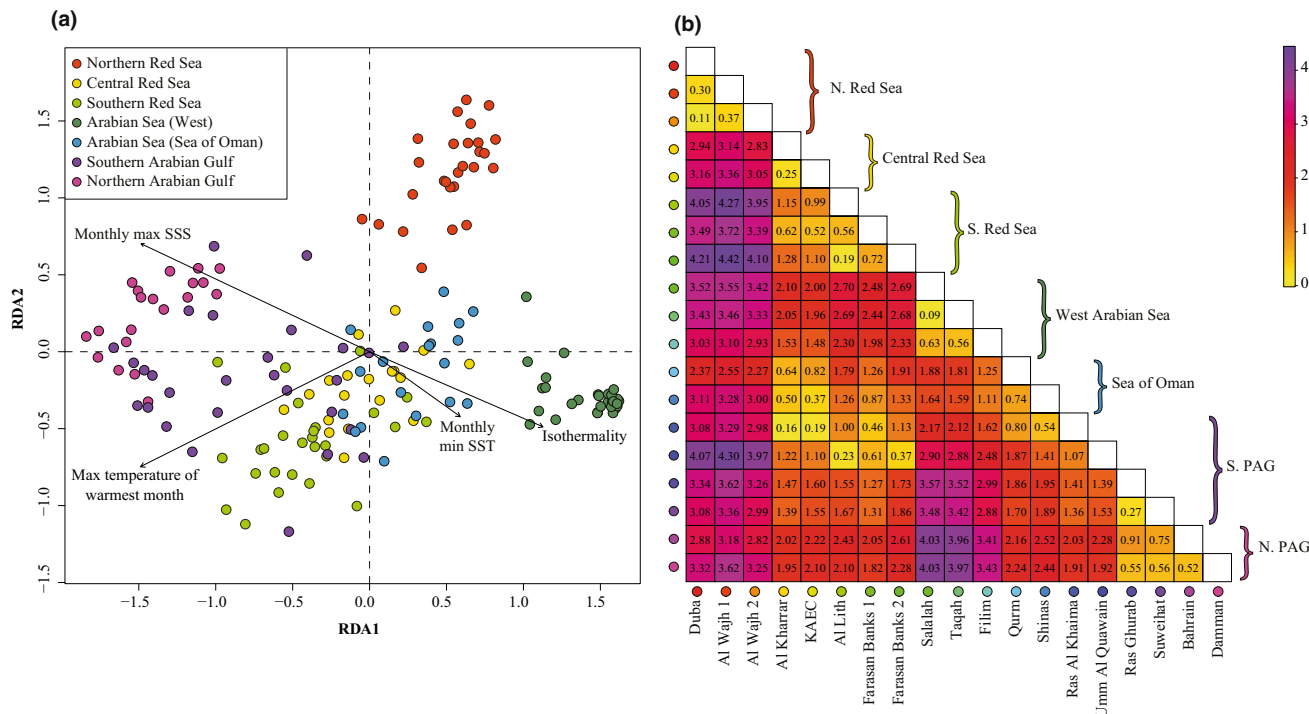 (a)
Northern Red Sea
Central Red Sea
Southern Red Sea
Arabian Sea (West)
Arabian Sea (Sea of Oman)
Southern Arabian Gulf
Northern Arabian Gulf
Monthly max SSS
Monthly
min SST
Isothermality
Max temperature of
warmest month
RDA2
1.5
1.0
0.5
0.0
−0.5
−1.0
−1.5
−1.5 −1.0 −0.5 0.0 0.5 1.0 1.5
RDA1
(b)
0.30
0.11 0.37
2.94 3.14 2.83
3.16 3.36 3.05 0.25
4.05 4.27 3.95 1.15 0.99
3.49 3.72 3.39 0.62 0.52 0.56
4.21 4.42 4.10 1.28 1.10 0.19 0.72
3.52 3.55 3.42 2.10 2.00 2.70 2.48 2.69
3.43 3.46 3.33 2.05 1.96 2.69 2.44 2.68 0.09
3.03 3.10 2.93 1.53 1.48 2.30 1.98 2.33 0.63 0.56
2.37 2.55 2.27 0.64 0.82 1.79 1.26 1.91 1.88 1.81 1.25
3.11 3.28 3.00 0.50 0.37 1.26 0.87 1.33 1.64 1.59 1.11 0.74
3.08 3.29 2.98 0.16 0.19 1.00 0.46 1.13 2.17 2.12 1.62 0.80 0.54
4.07 4.30 3.97 1.22 1.10 0.23 0.61 0.37 2.90 2.88 2.48 1.87 1.41 1.07
3.34 3.62 3.26 1.47 1.60 1.55 1.27 1.73 3.57 3.52 2.99 1.86 1.95 1.41 1.39
3.08 3.36 2.99 1.39 1.55 1.67 1.31 1.86 3.48 3.42 2.88 1.70 1.89 1.36 1.53 0.27
2.88 3.18 2.82 2.02 2.22 2.43 2.05 2.61 4.03 3.96 3.41 2.16 2.52 2.03 2.28 0.91 0.75
3.32 3.62 3.25 1.95 2.10 2.10 1.82 2.28 4.03 3.97 3.43 2.24 2.44 1.91 1.92 0.55 0.56 0.52
N. Red Sea
Central Red Sea
S. Red Sea
West Arabian Sea
Sea of Oman
S. PAG
N. PAG
Duba
Al Wajh 1
Al Wajh 2
Al Kharrar
KAEC
Al Lith
Farasan Banks 1
Farasan Banks 2
Salalah
Taqah
Filim
Qurm
Shinas
Ras Al Khaima
Umm Al Quawain
Ras Ghurab
Suweihat
Bahrain
Damman
4
3
2
1
0